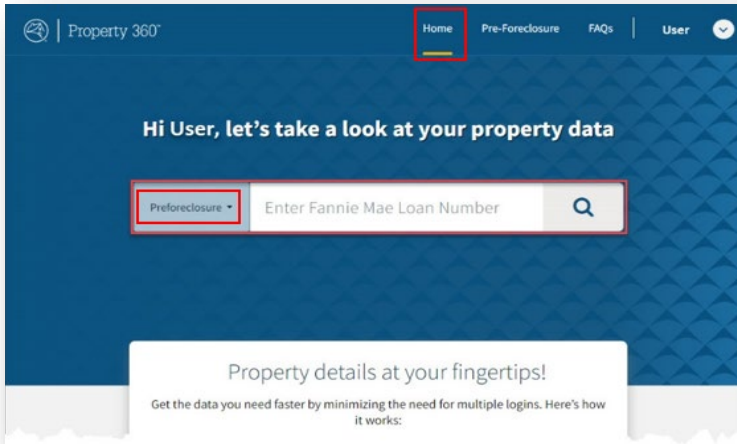 Property 360™
Home Pre-Foreclosure FAQs User
Hi User, let's take a look at your property data
Preforeclosure Enter Fannie Mae Loan Number
Property details at your fingertips!
Get the data you need faster by minimizing the need for multiple logins. Here's how
it works: